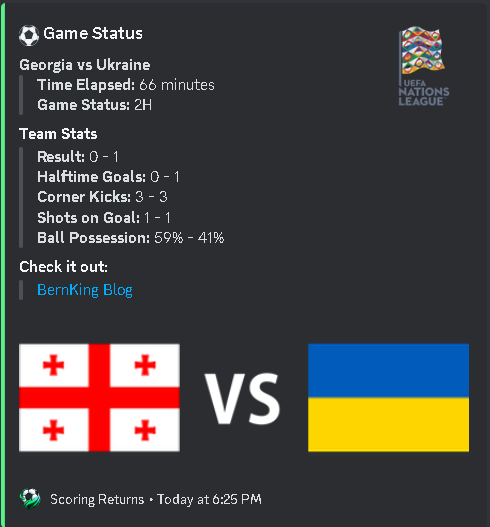 Game Status
UEFA
NATIONS
LEAGUE
Georgia vs Ukraine
Time Elapsed: 66 minutes
Game Status: 2H
Team Stats
Result: 0 - 1
Halftime Goals: 0 - 1
Corner Kicks: 3 - 3
Shots on Goal: 1 - 1
Ball Possession: 59% - 41%
Check it out:
BernKing Blog
VS
Scoring Returns • Today at 6:25 PM